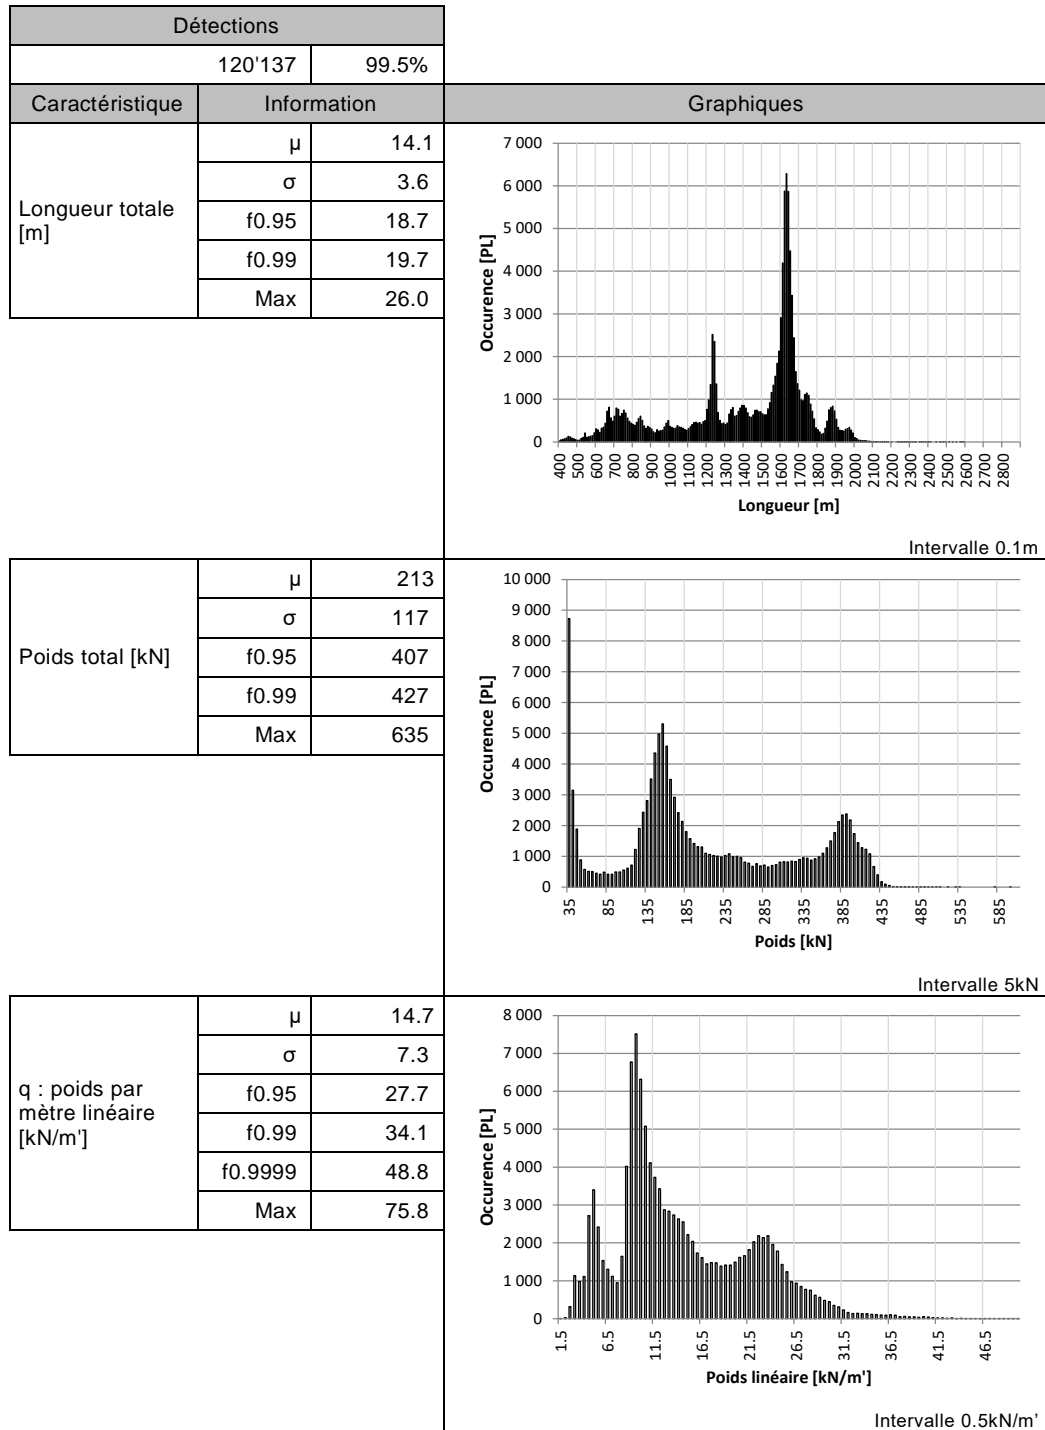 Détections
120'137 99.5%
Caractéristique Information Graphiques
Longueur totale [m]
μ 14.1
σ 3.6
f0.95 18.7
f0.99 19.7
Max 26.0
7 000
6 000
5 000
4 000
3 000
2 000
1 000
0
Occurence [PL]
400 500 600 700 800 900 1000 1100 1200 1300 1400 1500 1600 1700 1800 1900 2000 2100 2200 2300 2400 2500 2600 2700 2800
Longueur [m]
Intervalle 0.1m
Poids total [kN]
μ 213
σ 117
f0.95 407
f0.99 427
Max 635
10 000
9 000
8 000
7 000
6 000
5 000
4 000
3 000
2 000
1 000
0
Occurence [PL]
35 85 135 185 235 285 335 385 435 485 535 585
Poids [kN]
Intervalle 5kN
q : poids par
mètre linéaire
[kN/m']
μ 14.7
σ 7.3
f0.95 27.7
f0.99 34.1
f0.9999 48.8
Max 75.8
8 000
7 000
6 000
5 000
4 000
3 000
2 000
1 000
0
Occurence [PL]
1.5 6.5 11.5 16.5 21.5 26.5 31.5 36.5 41.5 46.5
Poids linéaire [kN/m']
Intervalle 0.5kN/m’